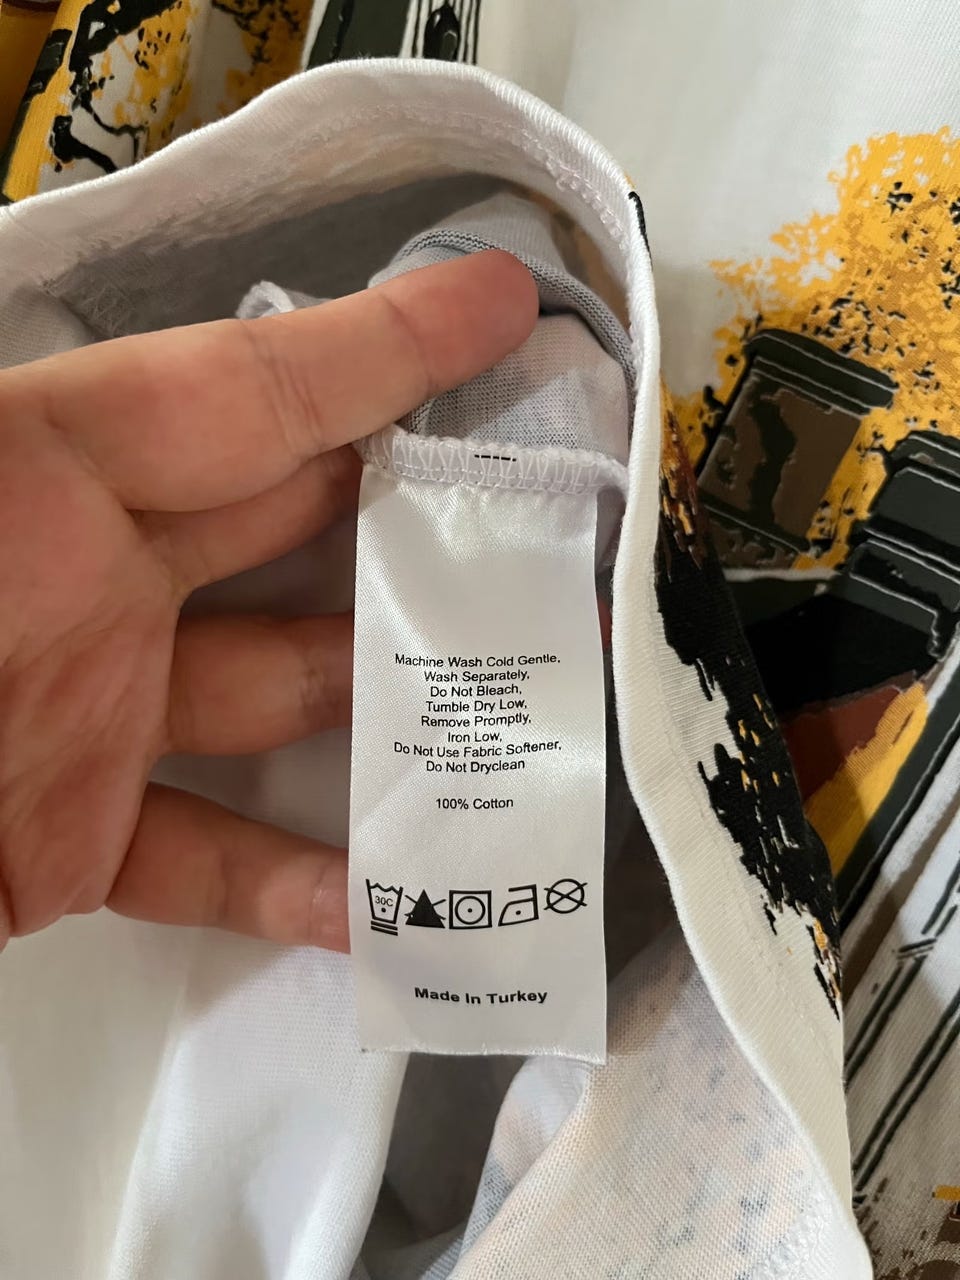 Machine Wash Cold Gentle,
Wash Separately,
Do Not Bleach,
Tumble Dry Low,
Remove Promptly,
Iron Low,
Do Not Use Fabric Softener,
Do Not Dryclean
100% Cotton
30C
Made In Turkey